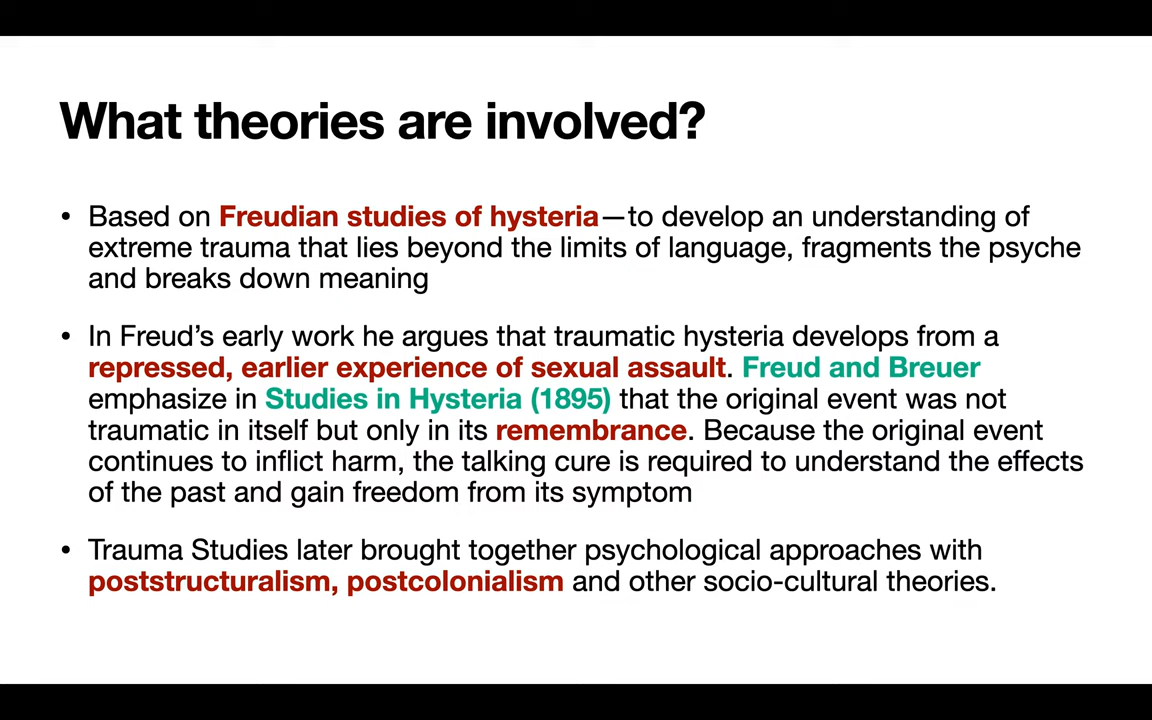 What theories are involved?
• Based on Freudian studies of hysteria—to develop an understanding of
extreme trauma that lies beyond the limits of language, fragments the psyche
and breaks down meaning
• In Freud’s early work he argues that traumatic hysteria develops from a
repressed, earlier experience of sexual assault. Freud and Breuer
emphasize in Studies in Hysteria (1895) that the original event was not
traumatic in itself but only in its remembrance. Because the original event
continues to inflict harm, the talking cure is required to understand the effects
of the past and gain freedom from its symptom
• Trauma Studies later brought together psychological approaches with
poststructuralism, postcolonialism and other socio-cultural theories.